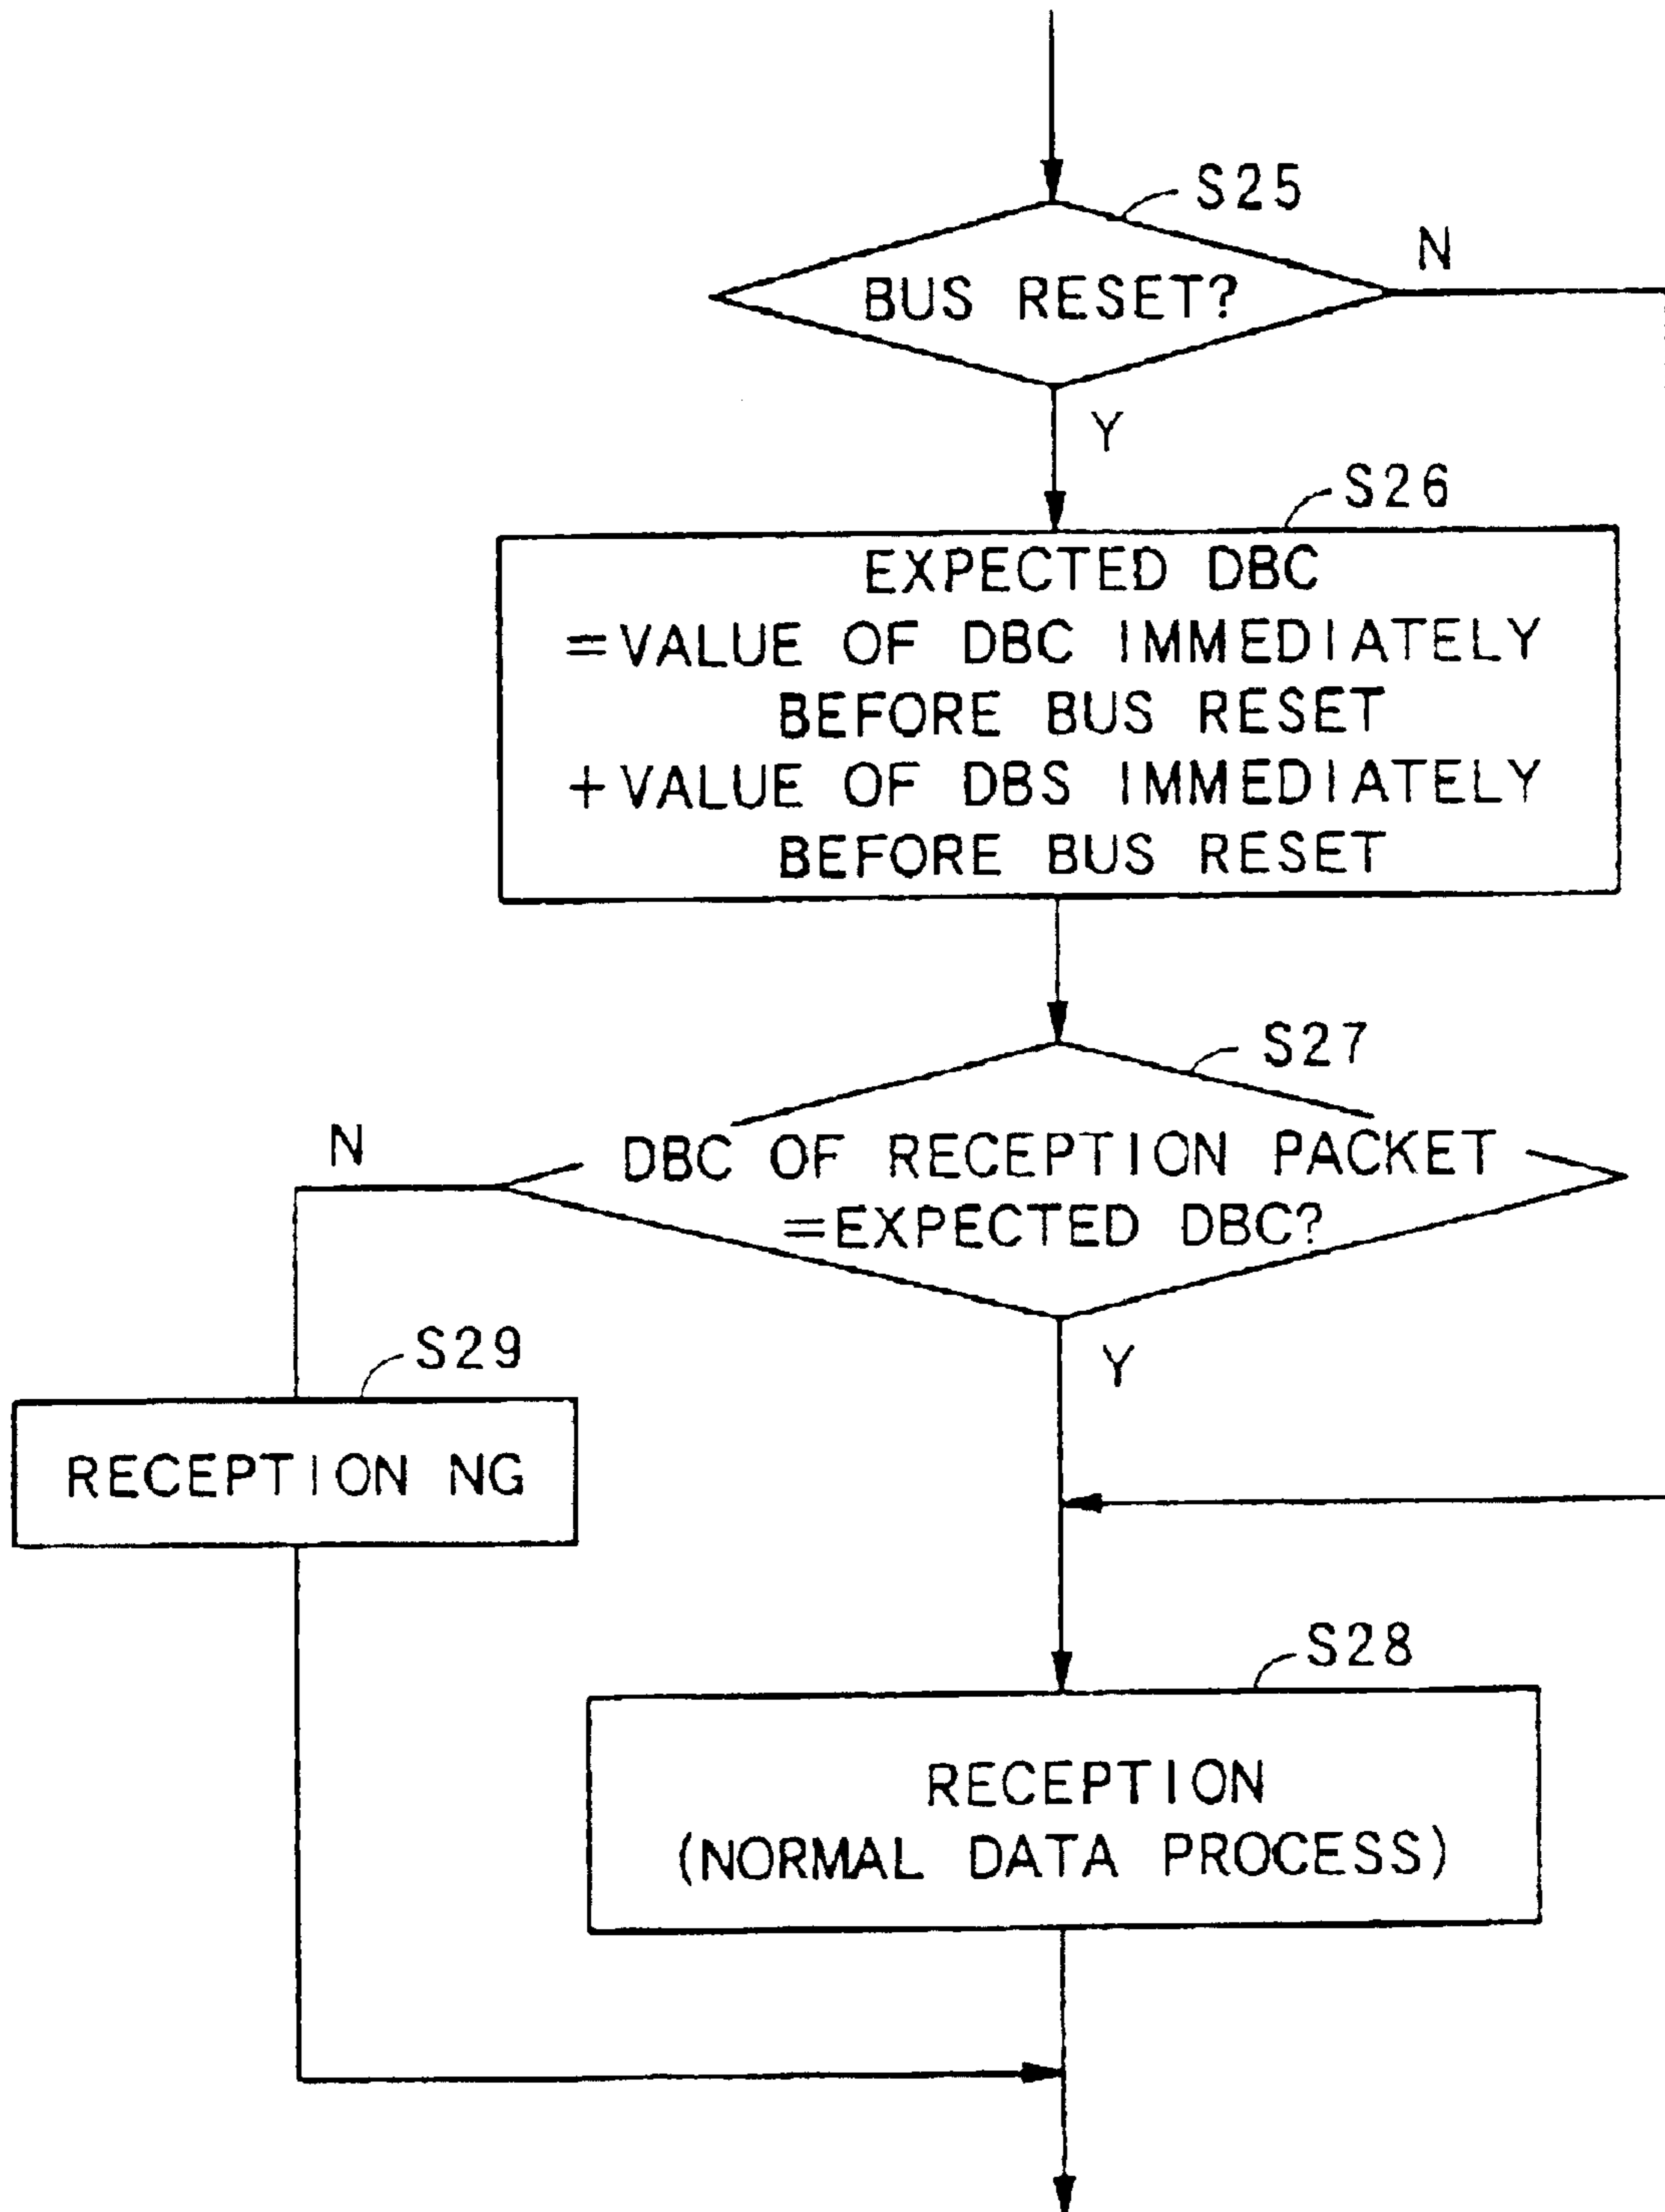 S25
BUS RESET?
N
Y
S26
EXPECTED DBC
=VALUE OF DBC IMMEDIATELY
BEFORE BUS RESET
+VALUE OF DBS IMMEDIATELY
BEFORE BUS RESET
S27
N
DBC OF RECEPTION PACKET
=EXPECTED DBC?
Y
S29
RECEPTION NG
S28
RECEPTION
(NORMAL DATA PROCESS)